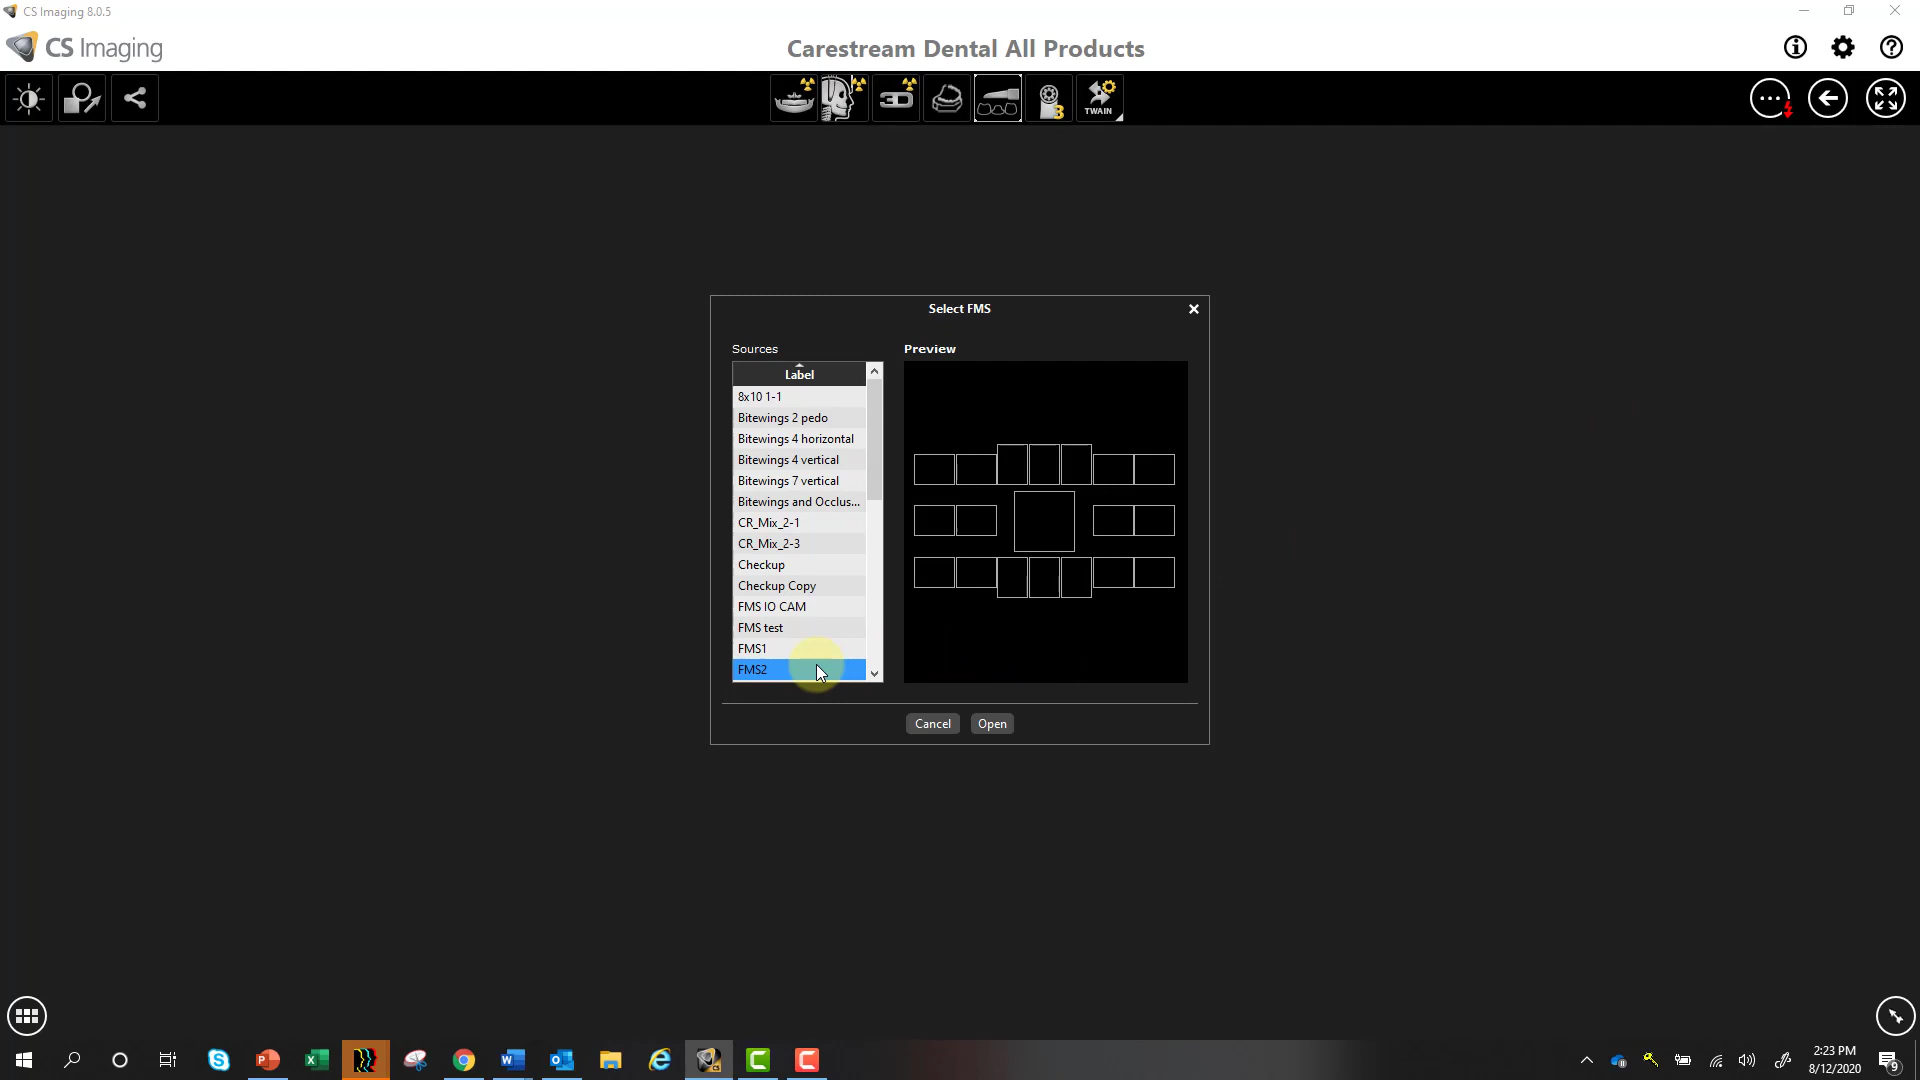 CS Imaging 8.0.5
CS Imaging
Carestream Dental All Products
3D
3
TWAIN
Select FMS
Sources
Preview
Label
8x10 1-1
Bitewings 2 pedo
Bitewings 4 horizontal
Bitewings 4 vertical
Bitewings 7 vertical
Bitewings and Occlus...
CR_Mix_2-1
CR_Mix_2-3
Checkup
Checkup Copy
FMS IO CAM
FMS test
FMS1
FMS2
Cancel
Open
2:23 PM
8/12/2020
9